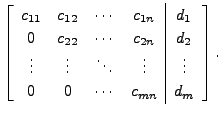 c₁₁ c₁₂ ⋯ c₁ₙ d₁
0 c₂₂ ⋯ c₂ₙ d₂
⋮ ⋮ ⋱ ⋮ ⋮
0 0 ⋯ cₘₙ dₘ .